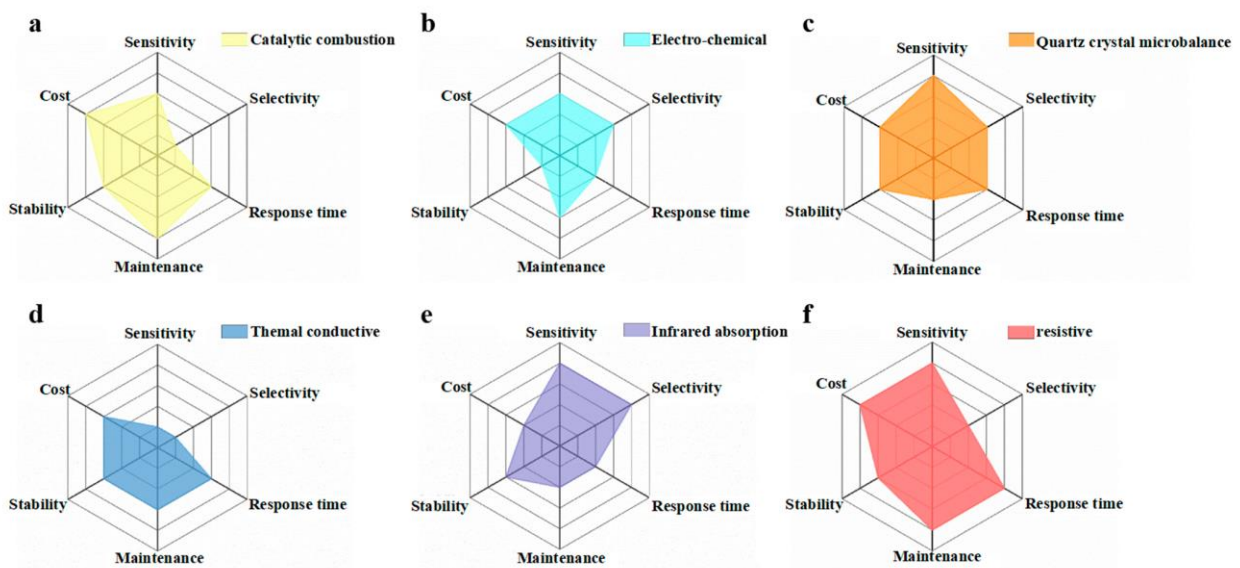 a
Sensitivity
Catalytic combustion
Cost
Selectivity
Stability
Response time
Maintenance
b
Sensitivity
Electro-chemical
Cost
Selectivity
Stability
Response time
Maintenance
c
Sensitivity
Quartz crystal microbalance
Cost
Selectivity
Stability
Response time
Maintenance
d
Sensitivity
Themal conductive
Cost
Selectivity
Stability
Response time
Maintenance
e
Sensitivity
Infrared absorption
Cost
Selectivity
Stability
Response time
Maintenance
f
Sensitivity
resistive
Cost
Selectivity
Stability
Response time
Maintenance